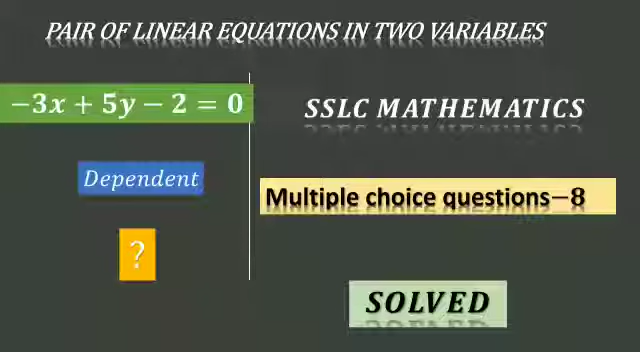 PAIR OF LINEAR EQUATIONS IN TWO VARIABLES
−3x + 5y − 2 = 0
SSLC MATHEMATICS
Dependent
Multiple choice questions−8
?
SOLVED